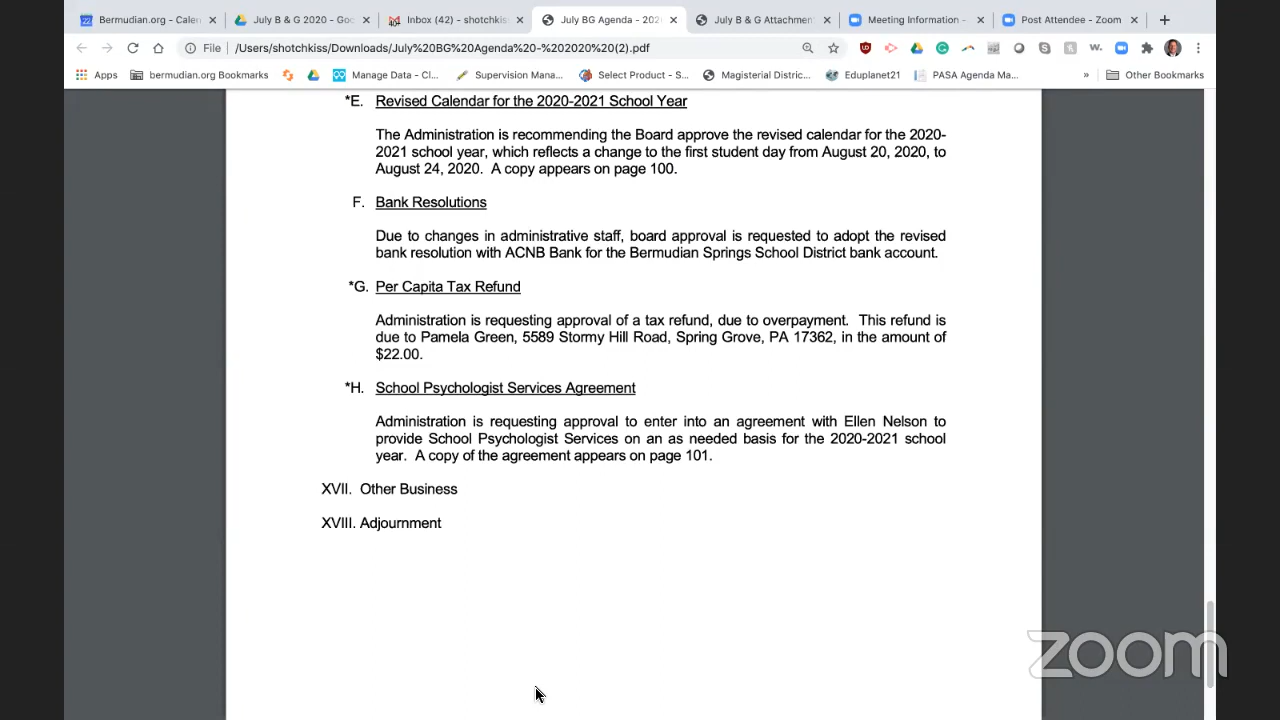 Bermudian.org - Calen
July B & G 2020 - Goo
Inbox (42) - shotchkiss
July BG Agenda - 202
July B & G Attachmen
Meeting Information -
Post Attendee - Zoom
File | /Users/shotchkiss/Downloads/July%20BG%20Agenda%20-%202020%20(2).pdf
Apps
bermudian.org Bookmarks
Manage Data - Cl...
Supervision Mana...
Select Product - S...
Magisterial Distric...
Eduplanet21
PASA Agenda Ma...
» Other Bookmarks
*E. Revised Calendar for the 2020-2021 School Year
The Administration is recommending the Board approve the revised calendar for the 2020-
2021 school year, which reflects a change to the first student day from August 20, 2020, to
August 24, 2020. A copy appears on page 100.
F. Bank Resolutions
Due to changes in administrative staff, board approval is requested to adopt the revised
bank resolution with ACNB Bank for the Bermudian Springs School District bank account.
*G. Per Capita Tax Refund
Administration is requesting approval of a tax refund, due to overpayment. This refund is
due to Pamela Green, 5589 Stormy Hill Road, Spring Grove, PA 17362, in the amount of
$22.00.
*H. School Psychologist Services Agreement
Administration is requesting approval to enter into an agreement with Ellen Nelson to
provide School Psychologist Services on an as needed basis for the 2020-2021 school
year. A copy of the agreement appears on page 101.
XVII. Other Business
XVIII. Adjournment
zoom